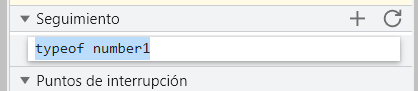 Seguimiento
typeof number1
Puntos de interrupción